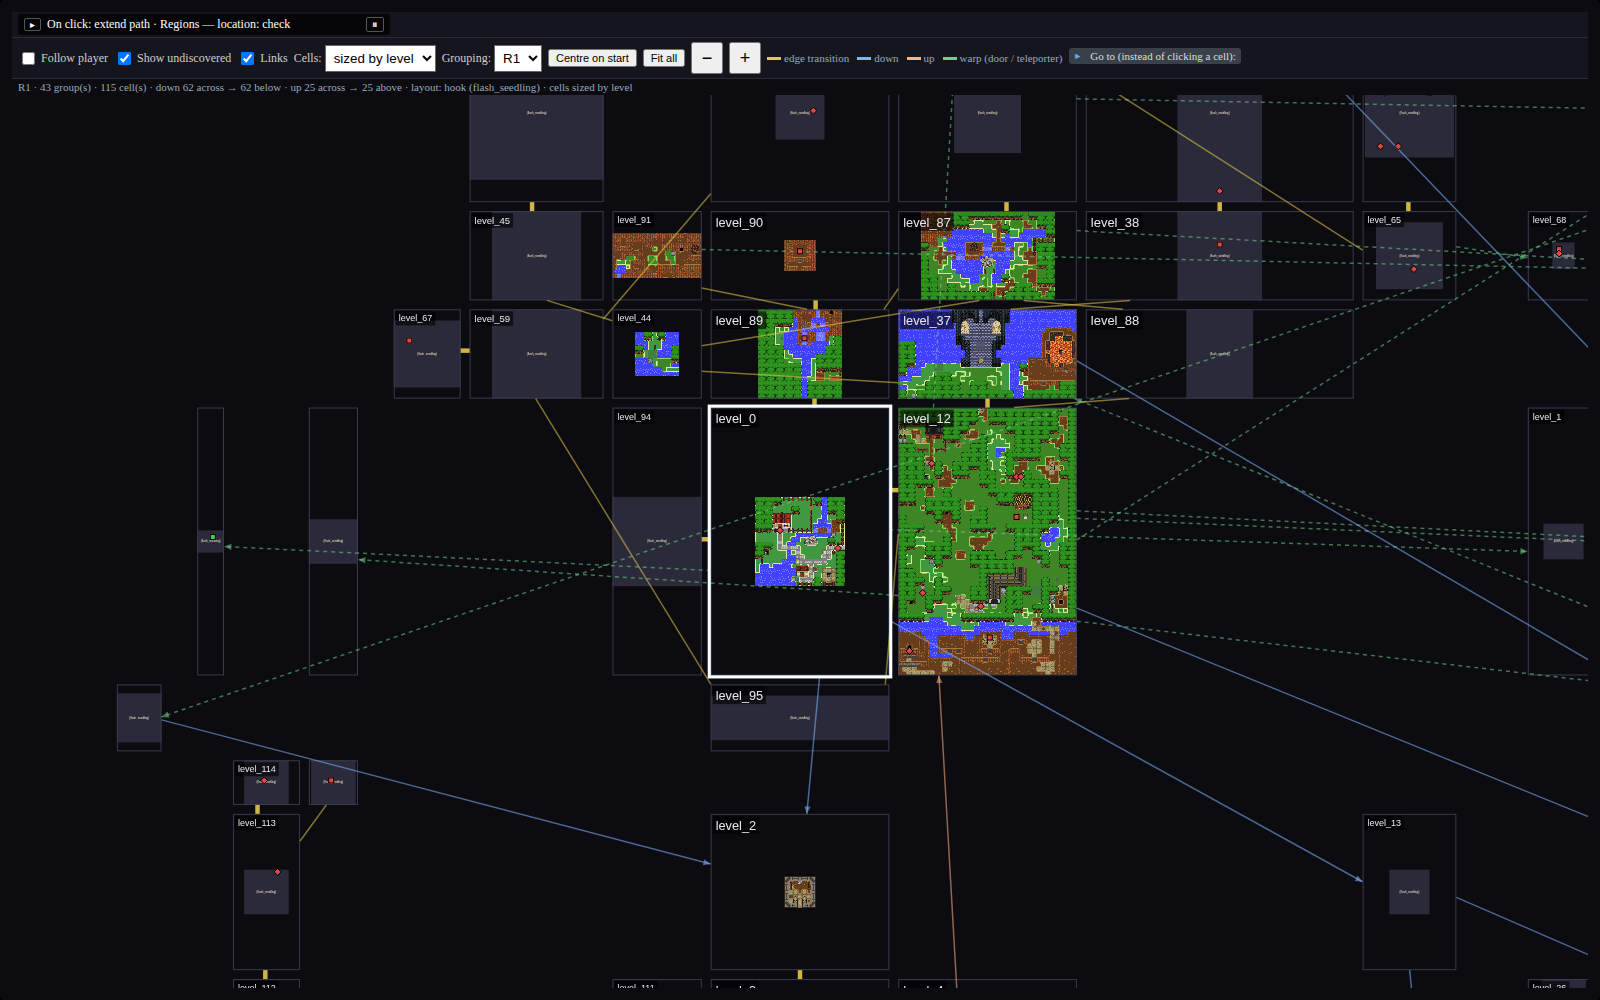 On click: extend path · Regions — location: check
Follow player Show undiscovered Links Cells: sized by level Grouping: R1 Centre on start Fit all − + edge transition down up warp (door / teleporter) Go to (instead of clicking a cell):
R1 · 43 group(s) · 115 cell(s) · down 62 across → 62 below · up 25 across → 25 above · layout: hook (flash_seedling) · cells sized by level
level_45
level_91
level_90
level_87
level_38
level_65
level_68
level_67
level_59
level_44
level_89
level_37
level_88
level_94
level_0
level_12
level_1
level_95
level_114
level_113
level_2
level_13